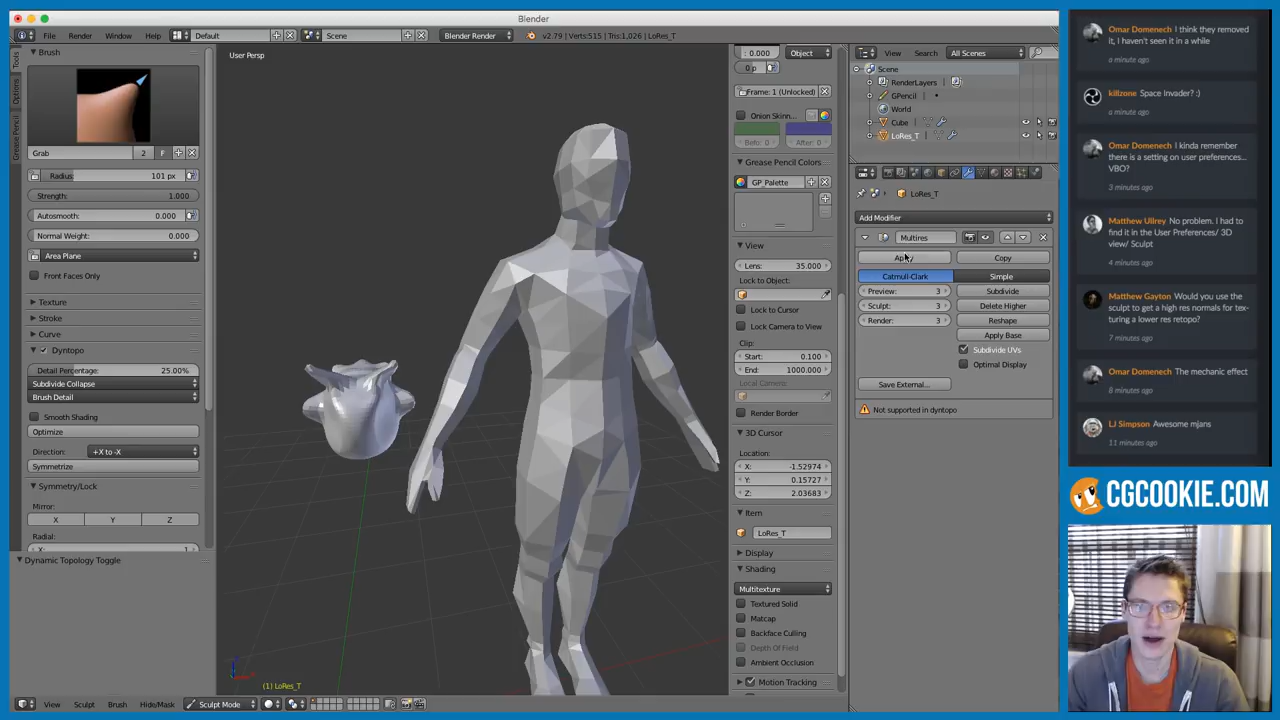 Blender
File
Render
Window
Help
Default
Scene
Blender Render
v2.79 | Verts:515 | Tris:1,026 | LoRes_T
Brush
Grab
2
F
Radius: 101 px
Strength: 1.000
Autosmooth: 0.000
Normal Weight: 0.000
Area Plane
Front Faces Only
Texture
Stroke
Curve
Dyntopo
Detail Percentage: 25.00%
Subdivide Collapse
Brush Detail
Smooth Shading
Optimize
Direction: +X to -X
Symmetrize
Symmetry/Lock
Mirror:
X Y Z
Radial:
Dynamic Topology Toggle
Tools
Options
Grease Pencil
User Persp
(1) LoRes_T
View
Sculpt
Brush
Hide/Mask
Sculpt Mode
: 0.000
Object
0 p
Frame: 1 (Unlocked)
Onion Skinn...
Befo: 0
After: 0
Grease Pencil Colors
GP_Palette
View
Lens: 35.000
Lock to Object:
Lock to Cursor
Lock Camera to View
Clip:
Start: 0.100
End: 1000.000
Local Camera:
Render Border
3D Cursor
Location:
X: -1.52974
Y: 0.15727
Z: 2.03683
Item
LoRes_T
Display
Shading
Multitexture
Textured Solid
Matcap
Backface Culling
Depth Of Field
Ambient Occlusion
Motion Tracking
View
Search
All Scenes
Scene
RenderLayers
GPencil
World
Cube
LoRes_T
LoRes_T
Add Modifier
Multires
Copy
Catmull-Clark
Simple
Preview: 3
Subdivide
Sculpt: 3
Delete Higher
Render: 3
Reshape
Apply Base
Subdivide UVs
Optimal Display
Save External...
Not supported in dyntopo
Omar Domenech I think they removed
it, I haven't seen it in a while
a minute ago
killzone Space Invader? :)
a minute ago
Omar Domenech I kinda remember
there is a setting on user preferences...
VBO?
3 minutes ago
Matthew Ullrey No problem. I had to
find it in the User Preferences/ 3D
view/ Sculpt
4 minutes ago
Matthew Gayton Would you use the
sculpt to get a high res normals for tex-
turing a lower res retopo?
7 minutes ago
Omar Domenech The mechanic effect
8 minutes ago
LJ Simpson Awesome mjans
11 minutes ago
CGCOOKIE.COM